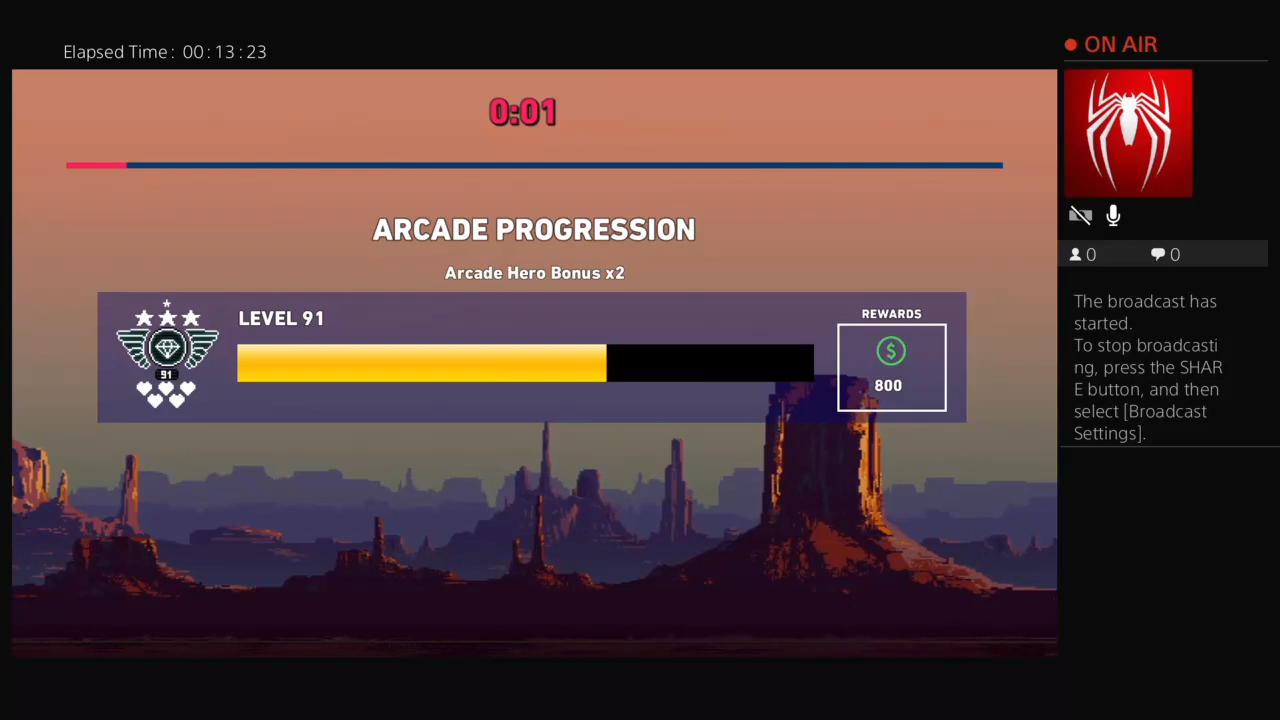 Elapsed Time: 00:13:23
ON AIR
0:01
ARCADE PROGRESSION
Arcade Hero Bonus x2
0 0
LEVEL 91
REWARDS
91
$
800
The broadcast has
started.
To stop broadcasti
ng, press the SHAR
E button, and then
select [Broadcast
Settings].